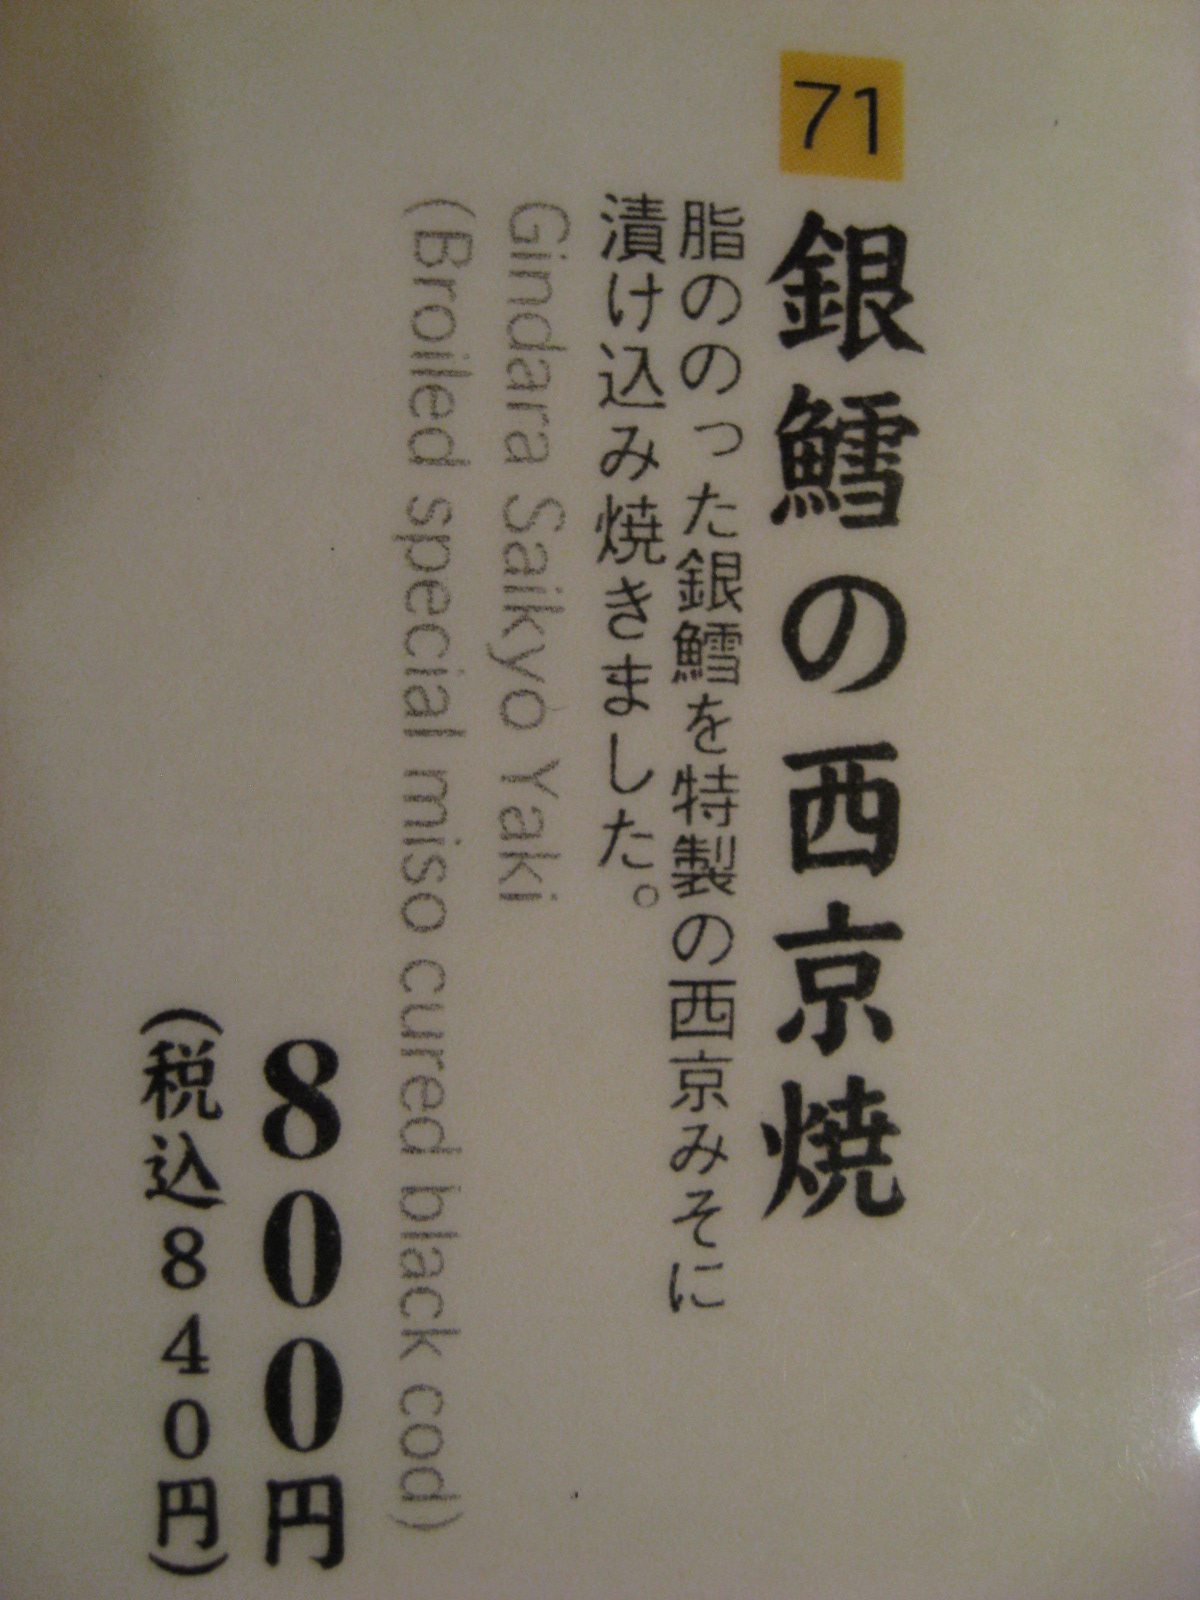 71
銀鱈の西京焼
脂ののった銀鱈を特製の西京みそに
漬け込み焼きました。
Gindara Saikyo Yaki
(Broiled special miso cured black cod)
800円
(税込840円)